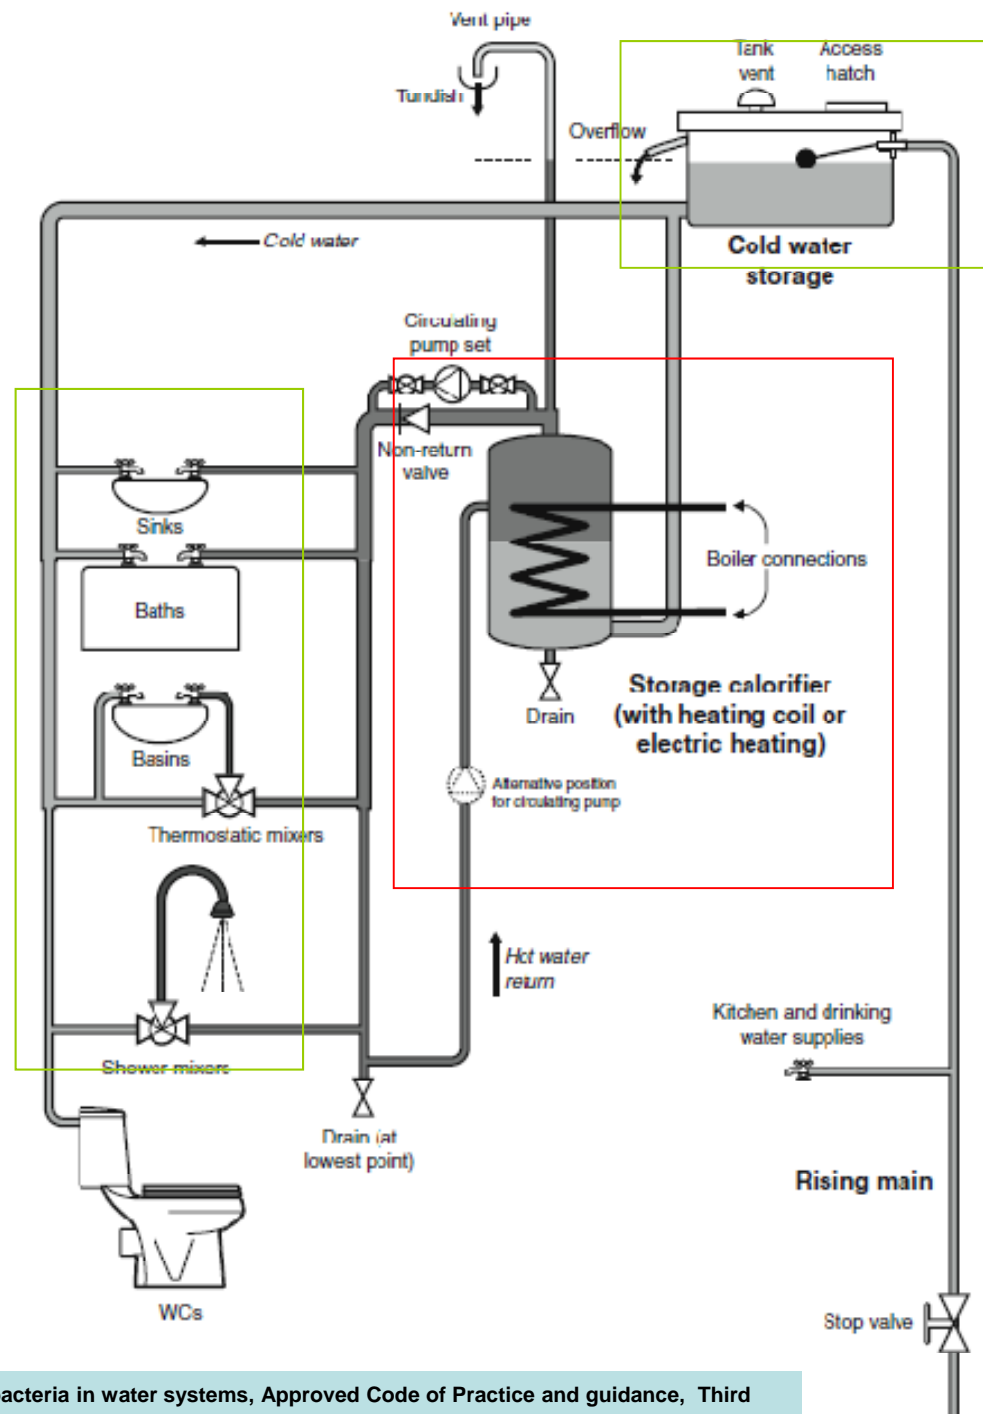 Vent pipe
Tundish
Tank
vent
Access
hatch
Overflow
Cold water
Cold water
storage
Circulating
pump set
Non-return
valve
Sinks
Baths
Boiler connections
Storage calorifier
(with heating coil or
electric heating)
Drain
Basins
Alternative position
for circulating pump
Thermostatic mixers
Hot water
return
Kitchen and drinking
water supplies
Shower mixers
Drain (at
lowest point)
Rising main
WCs
Stop valve
bacteria in water systems, Approved Code of Practice and guidance, Third